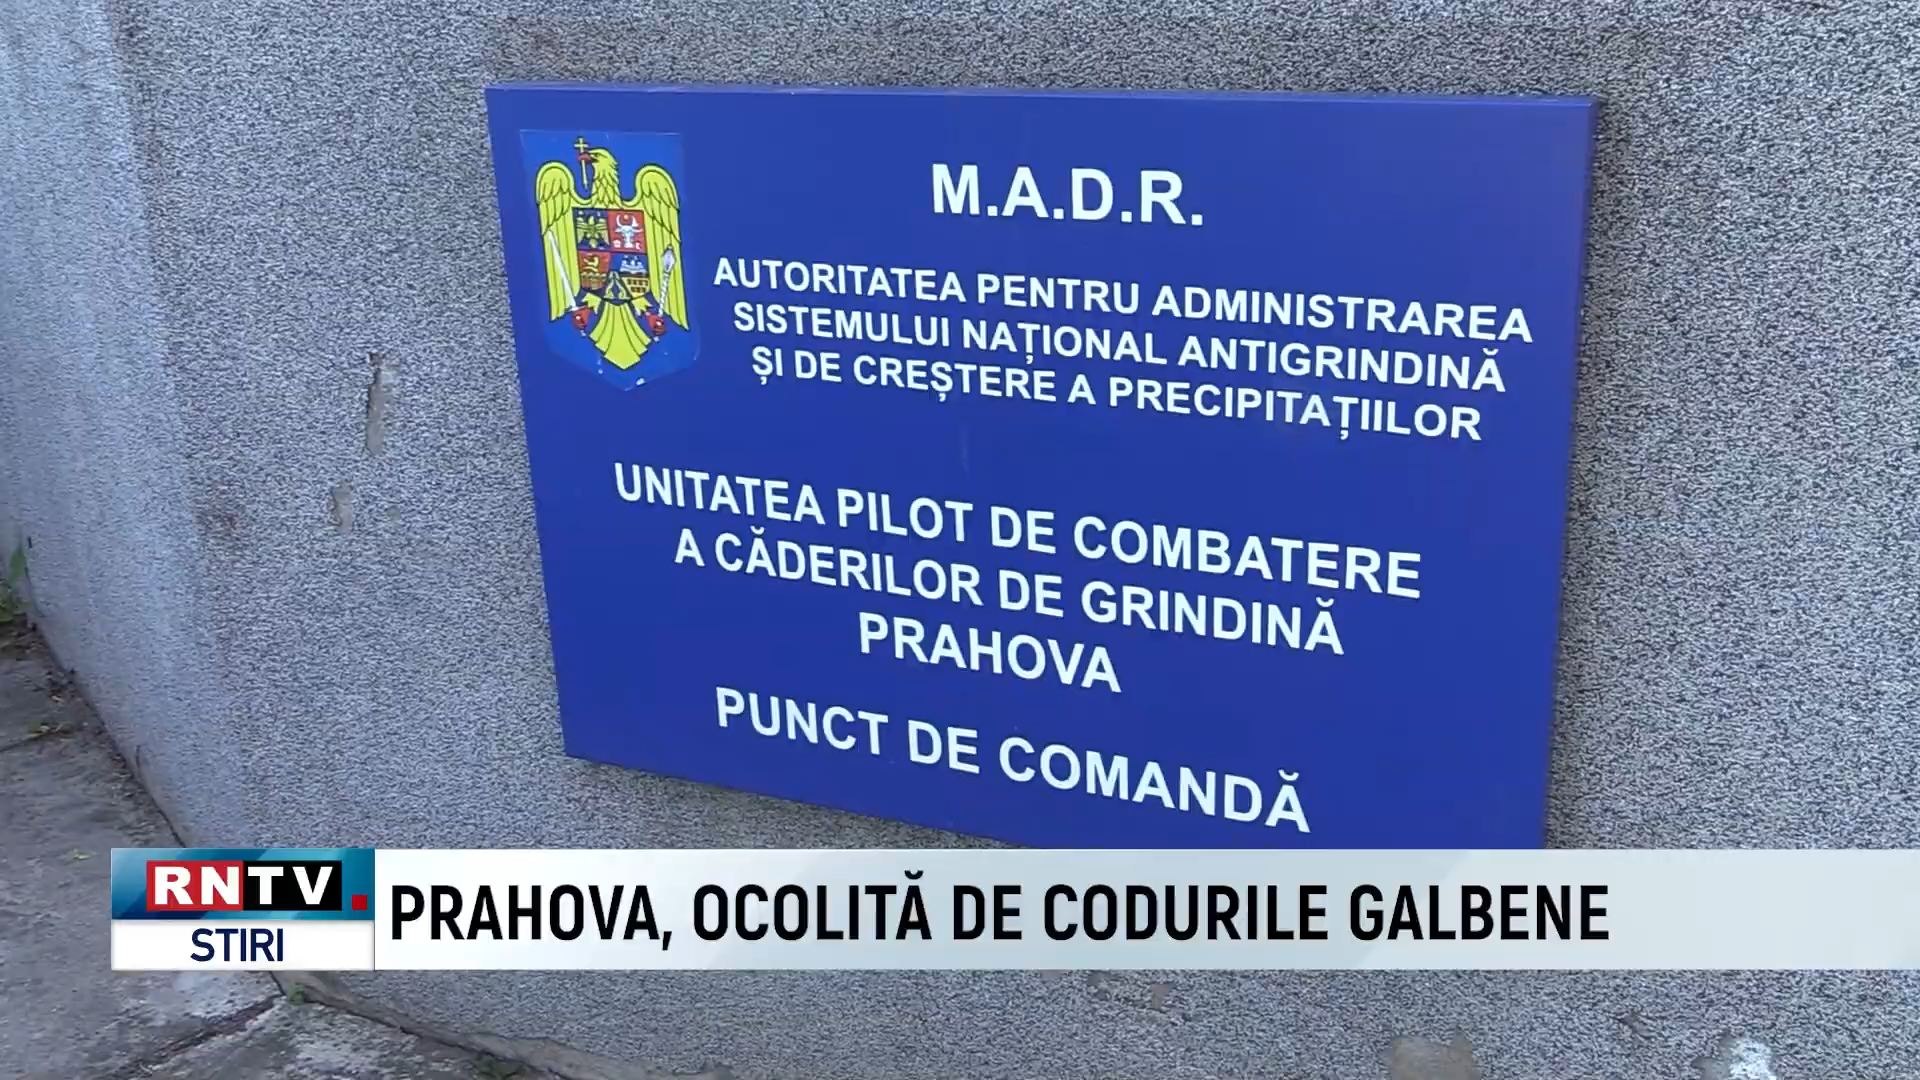 M.A.D.R.
AUTORITATEA PENTRU ADMINISTRAREA
SISTEMULUI NAȚIONAL ANTIGRINDINĂ
ȘI DE CREȘTERE A PRECIPITAȚIILOR
UNITATEA PILOT DE COMBATERE
A CĂDERILOR DE GRINDINĂ
PRAHOVA
PUNCT DE COMANDĂ
RNTV.
STIRI
PRAHOVA, OCOLITĂ DE CODURILE GALBENE